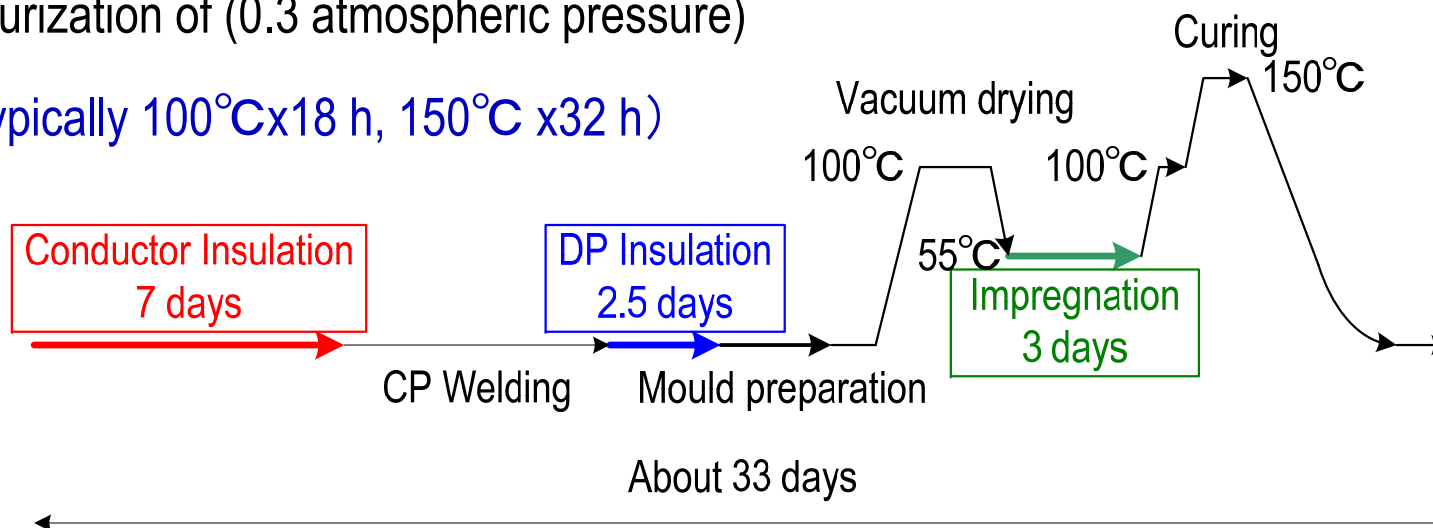 urization of (0.3 atmospheric pressure)
ypically 100℃x18 h, 150℃ x32 h）
Curing
150℃
Vacuum drying
100℃
100℃
55℃
Conductor Insulation
7 days
DP Insulation
2.5 days
Impregnation
3 days
CP Welding
Mould preparation
About 33 days